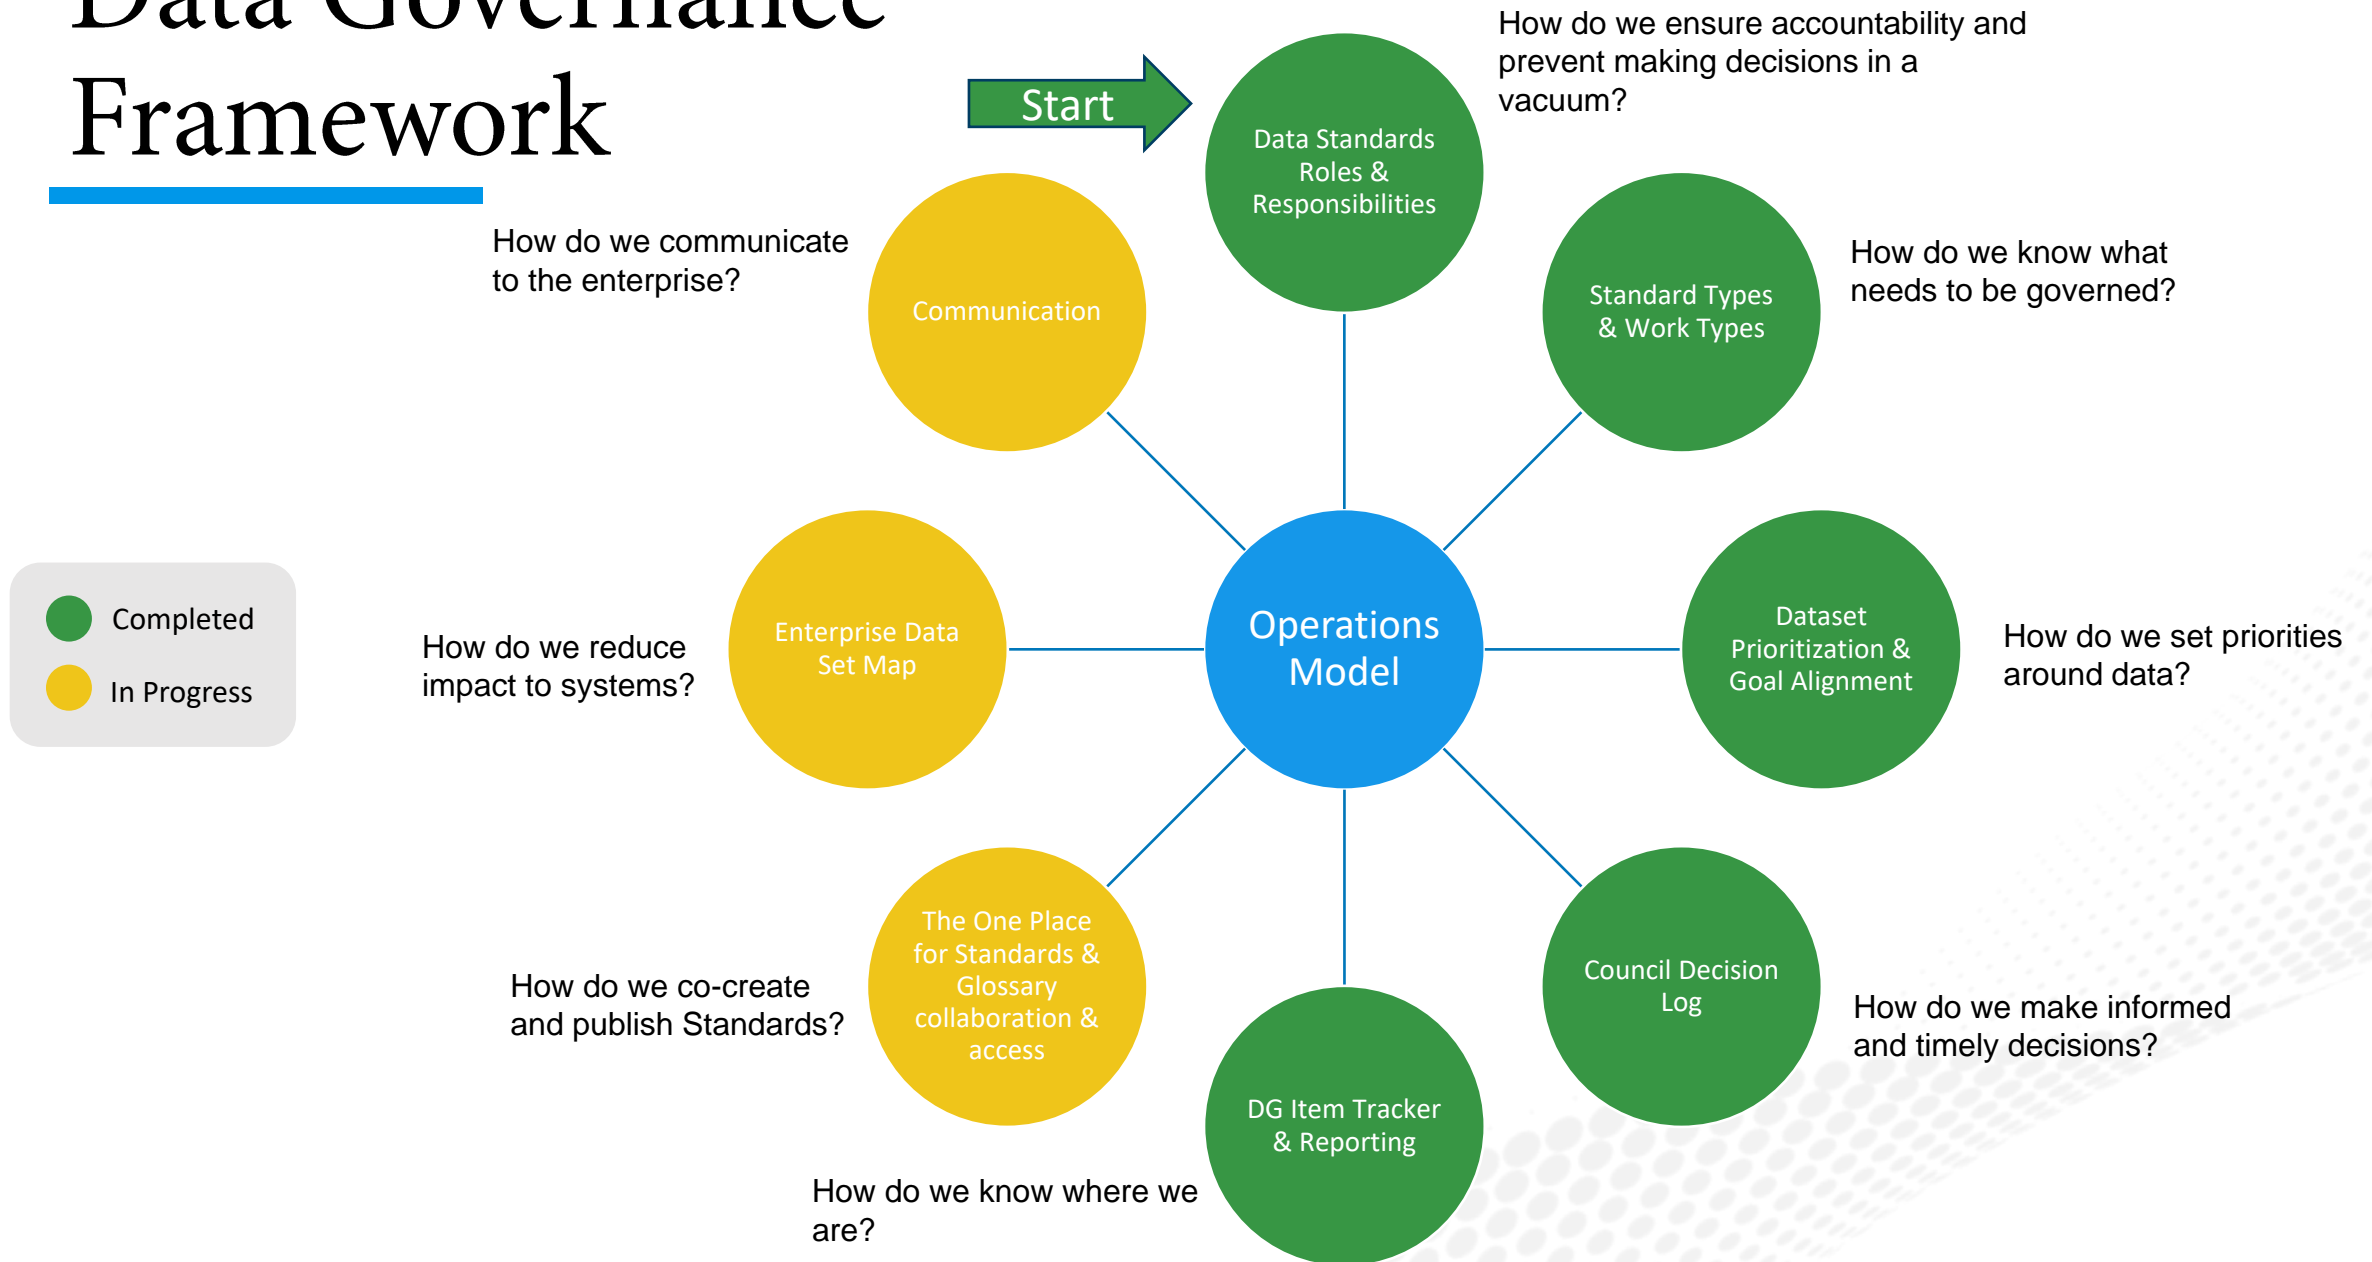 Data Governance
Framework
Start
How do we ensure accountability and
prevent making decisions in a
vacuum?
Data Standards
Roles &
Responsibilities
How do we know what
needs to be governed?
Standard Types
& Work Types
Dataset
Prioritization &
Goal Alignment
How do we set priorities
around data?
Council Decision
Log
How do we make informed
and timely decisions?
DG Item Tracker
& Reporting
How do we know where we
are?
The One Place
for Standards &
Glossary
collaboration &
access
How do we co-create
and publish Standards?
Enterprise Data
Set Map
How do we reduce
impact to systems?
Communication
How do we communicate
to the enterprise?
Operations
Model
Completed
In Progress